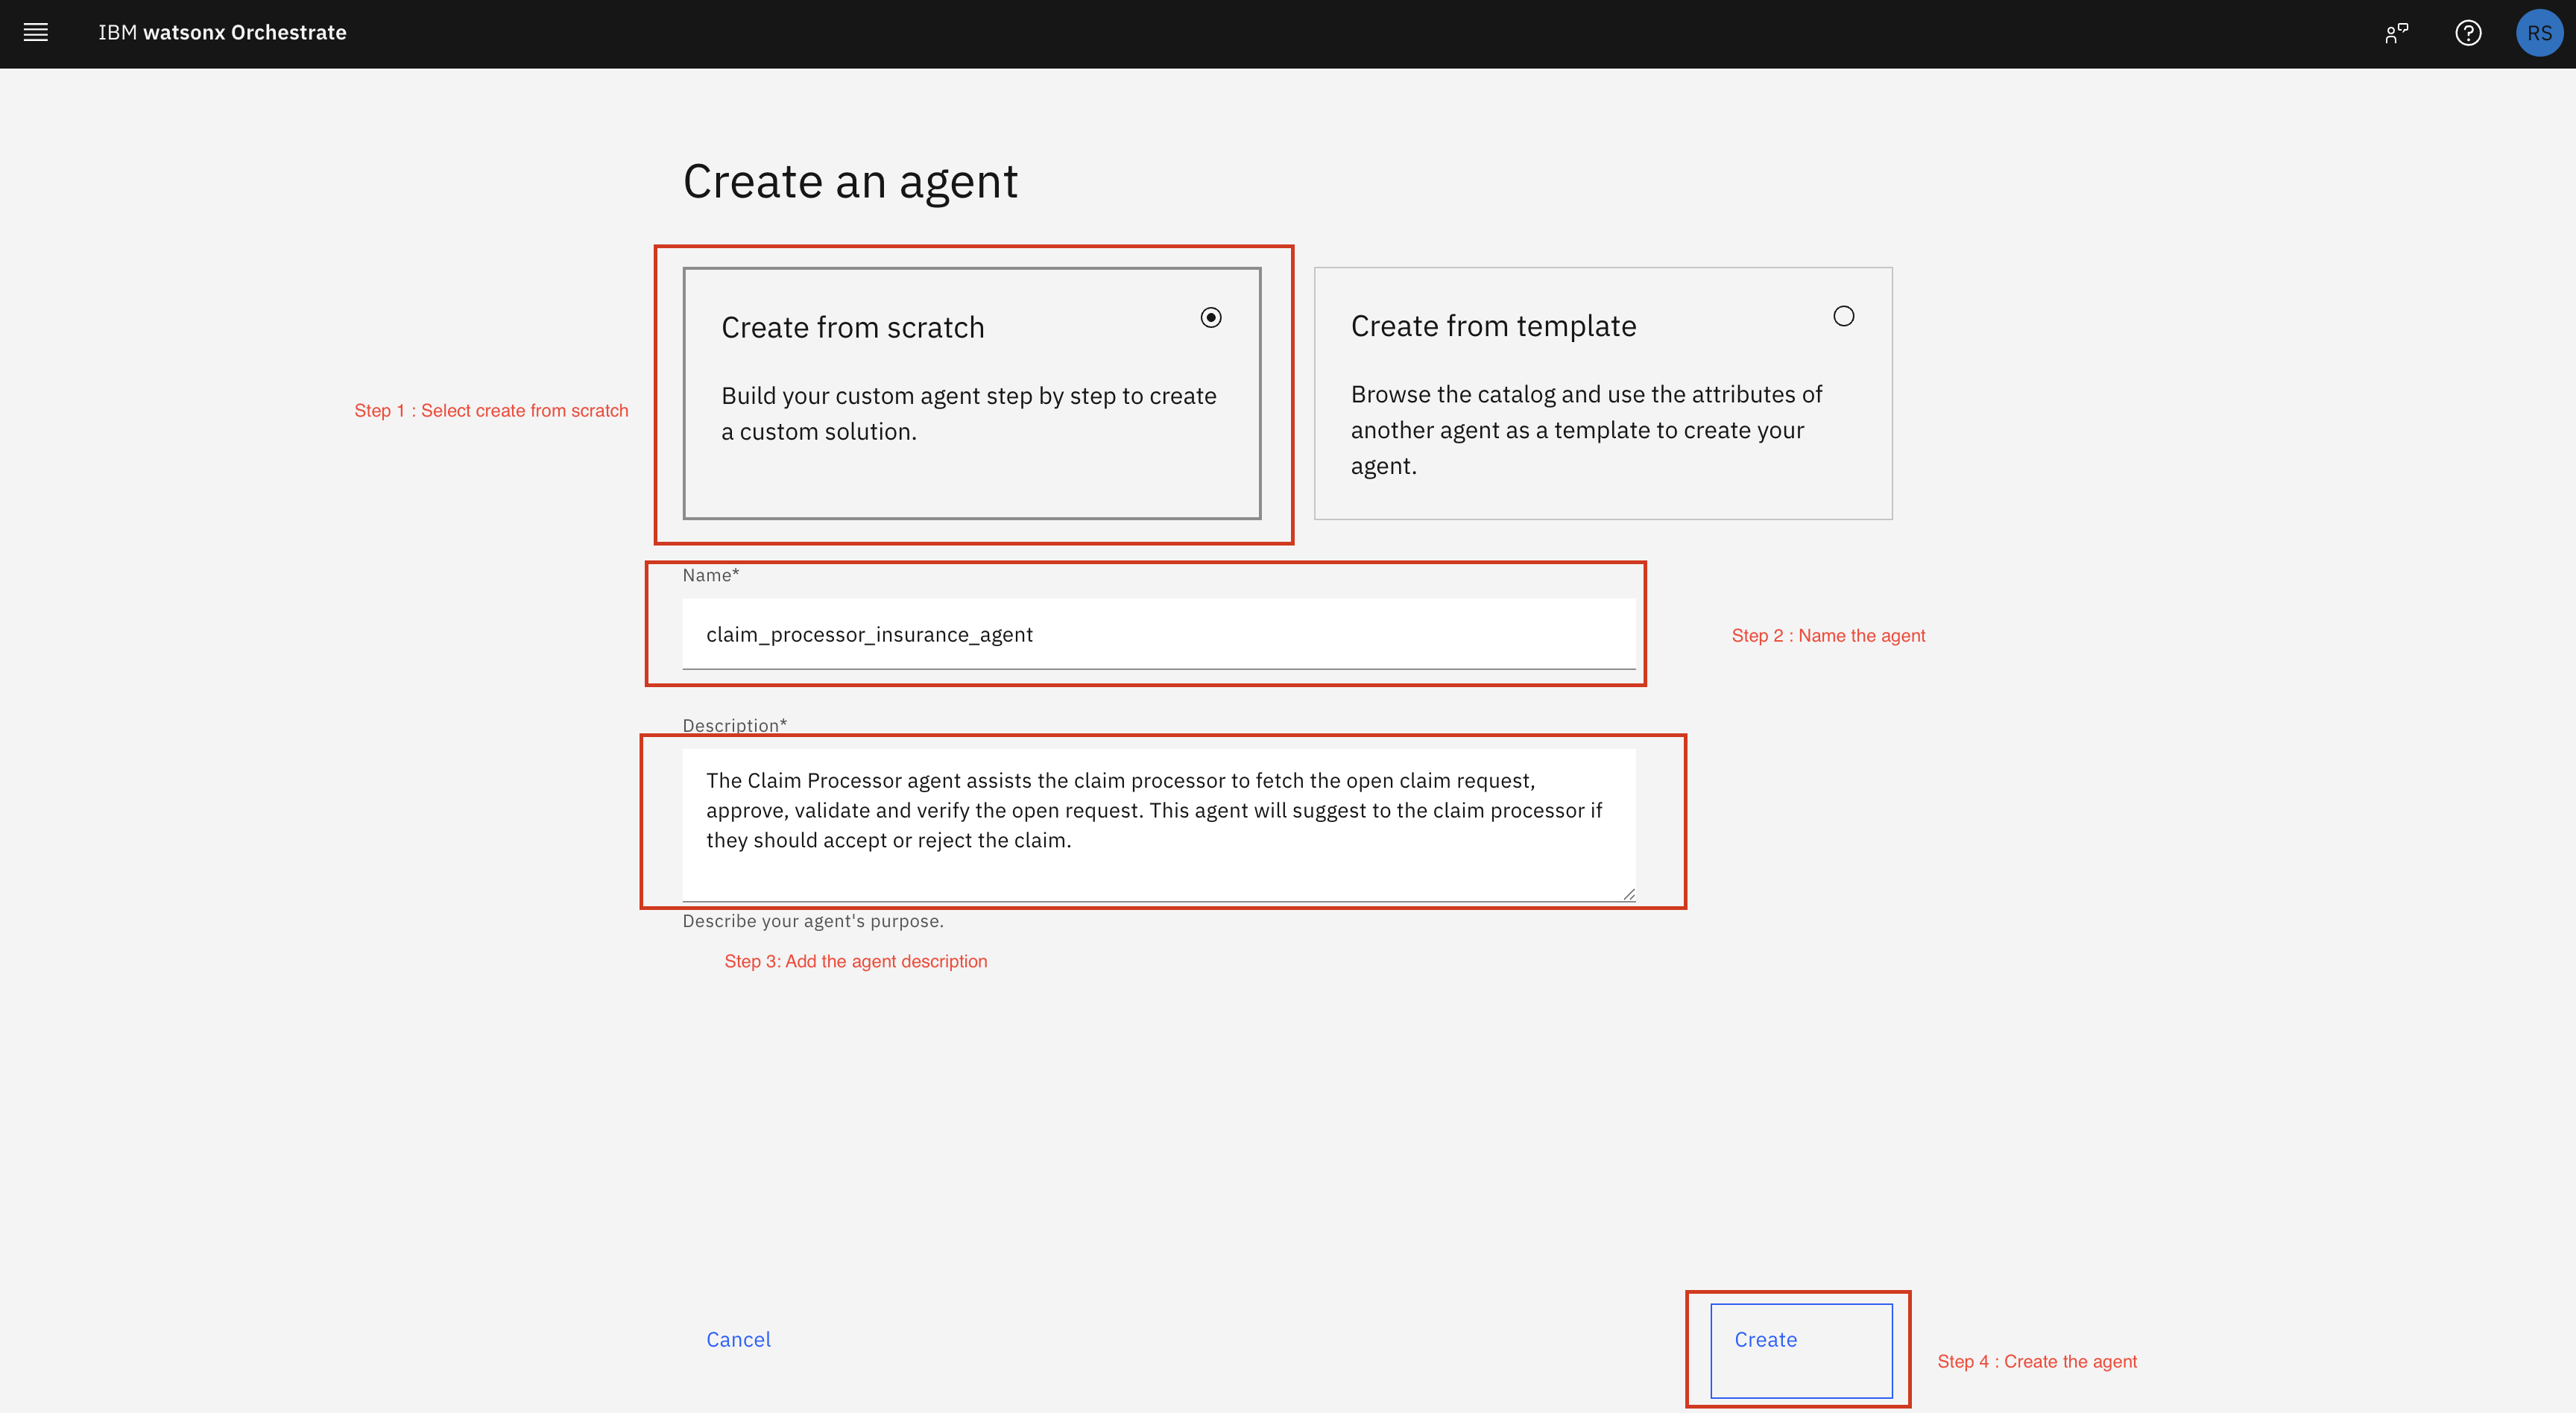 IBM watsonx Orchestrate
RS
Create an agent
Create from scratch
Build your custom agent step by step to create
a custom solution.
Create from template
Browse the catalog and use the attributes of
another agent as a template to create your
agent.
Step 1 : Select create from scratch
Name*
claim_processor_insurance_agent
Step 2 : Name the agent
Description*
The Claim Processor agent assists the claim processor to fetch the open claim request,
approve, validate and verify the open request. This agent will suggest to the claim processor if
they should accept or reject the claim.
Describe your agent's purpose.
Step 3: Add the agent description
Cancel
Create
Step 4 : Create the agent